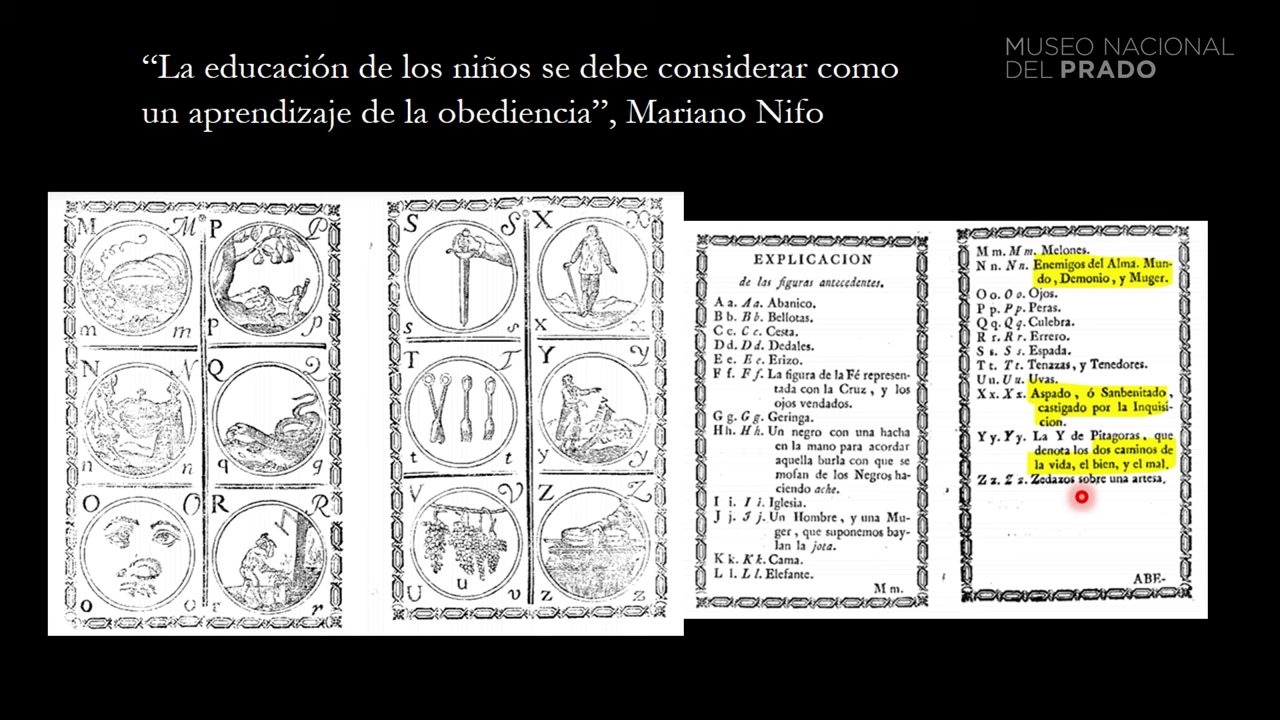 “La educación de los niños se debe considerar como
un aprendizaje de la obediencia”, Mariano Nifo
MUSEO NACIONAL
DEL PRADO
M M P P
m m P P
N N Q Q
n n q q
O O R R
o o r r
S S X X
s s x x
T T Y Y
t t y y
V V Z Z
U u v z z
EXPLICACION
de las figuras antecedentes.
A a. A a. Abanico.
B b. B b. Bellotas.
C c. C c. Cesta.
D d. D d. Dedales.
E e. E e. Erizo.
F f. F f. La figura de la Fé represen-
tada con la Cruz, y los
ojos vendados.
G g. G g. Geringa.
H h. H h. Un negro con una hacha
en la mano para acordar
aquella burla con que se
mofan de los Negros ha-
ciendo ache.
I i. I i. Iglesia.
J j. J j. Un Hombre, y una Mu-
ger, que suponemos bay-
lan la jota.
K k. K k. Cama.
L l. L l. Elefante.
M m.
M m. M m. Melones.
N n. N n. Enemigos del Alma. Mun-
do, Demonio, y Muger.
O o. O o. Ojos.
P p. P p. Peras.
Q q. Q q. Culebra.
R r. R r. Errero.
S s. S s. Espada.
T t. T t. Tenazas, y Tenedores.
U u. U u. Uvas.
X x. X x. Aspado, ó Sanbenitado,
castigado por la Inquisi-
cion.
Y y. Y y. La Y de Pitagoras, que
denota los dos caminos de
la vida, el bien, y el mal.
Z z. Z z. Zedazos sobre una artesa.
ABE-